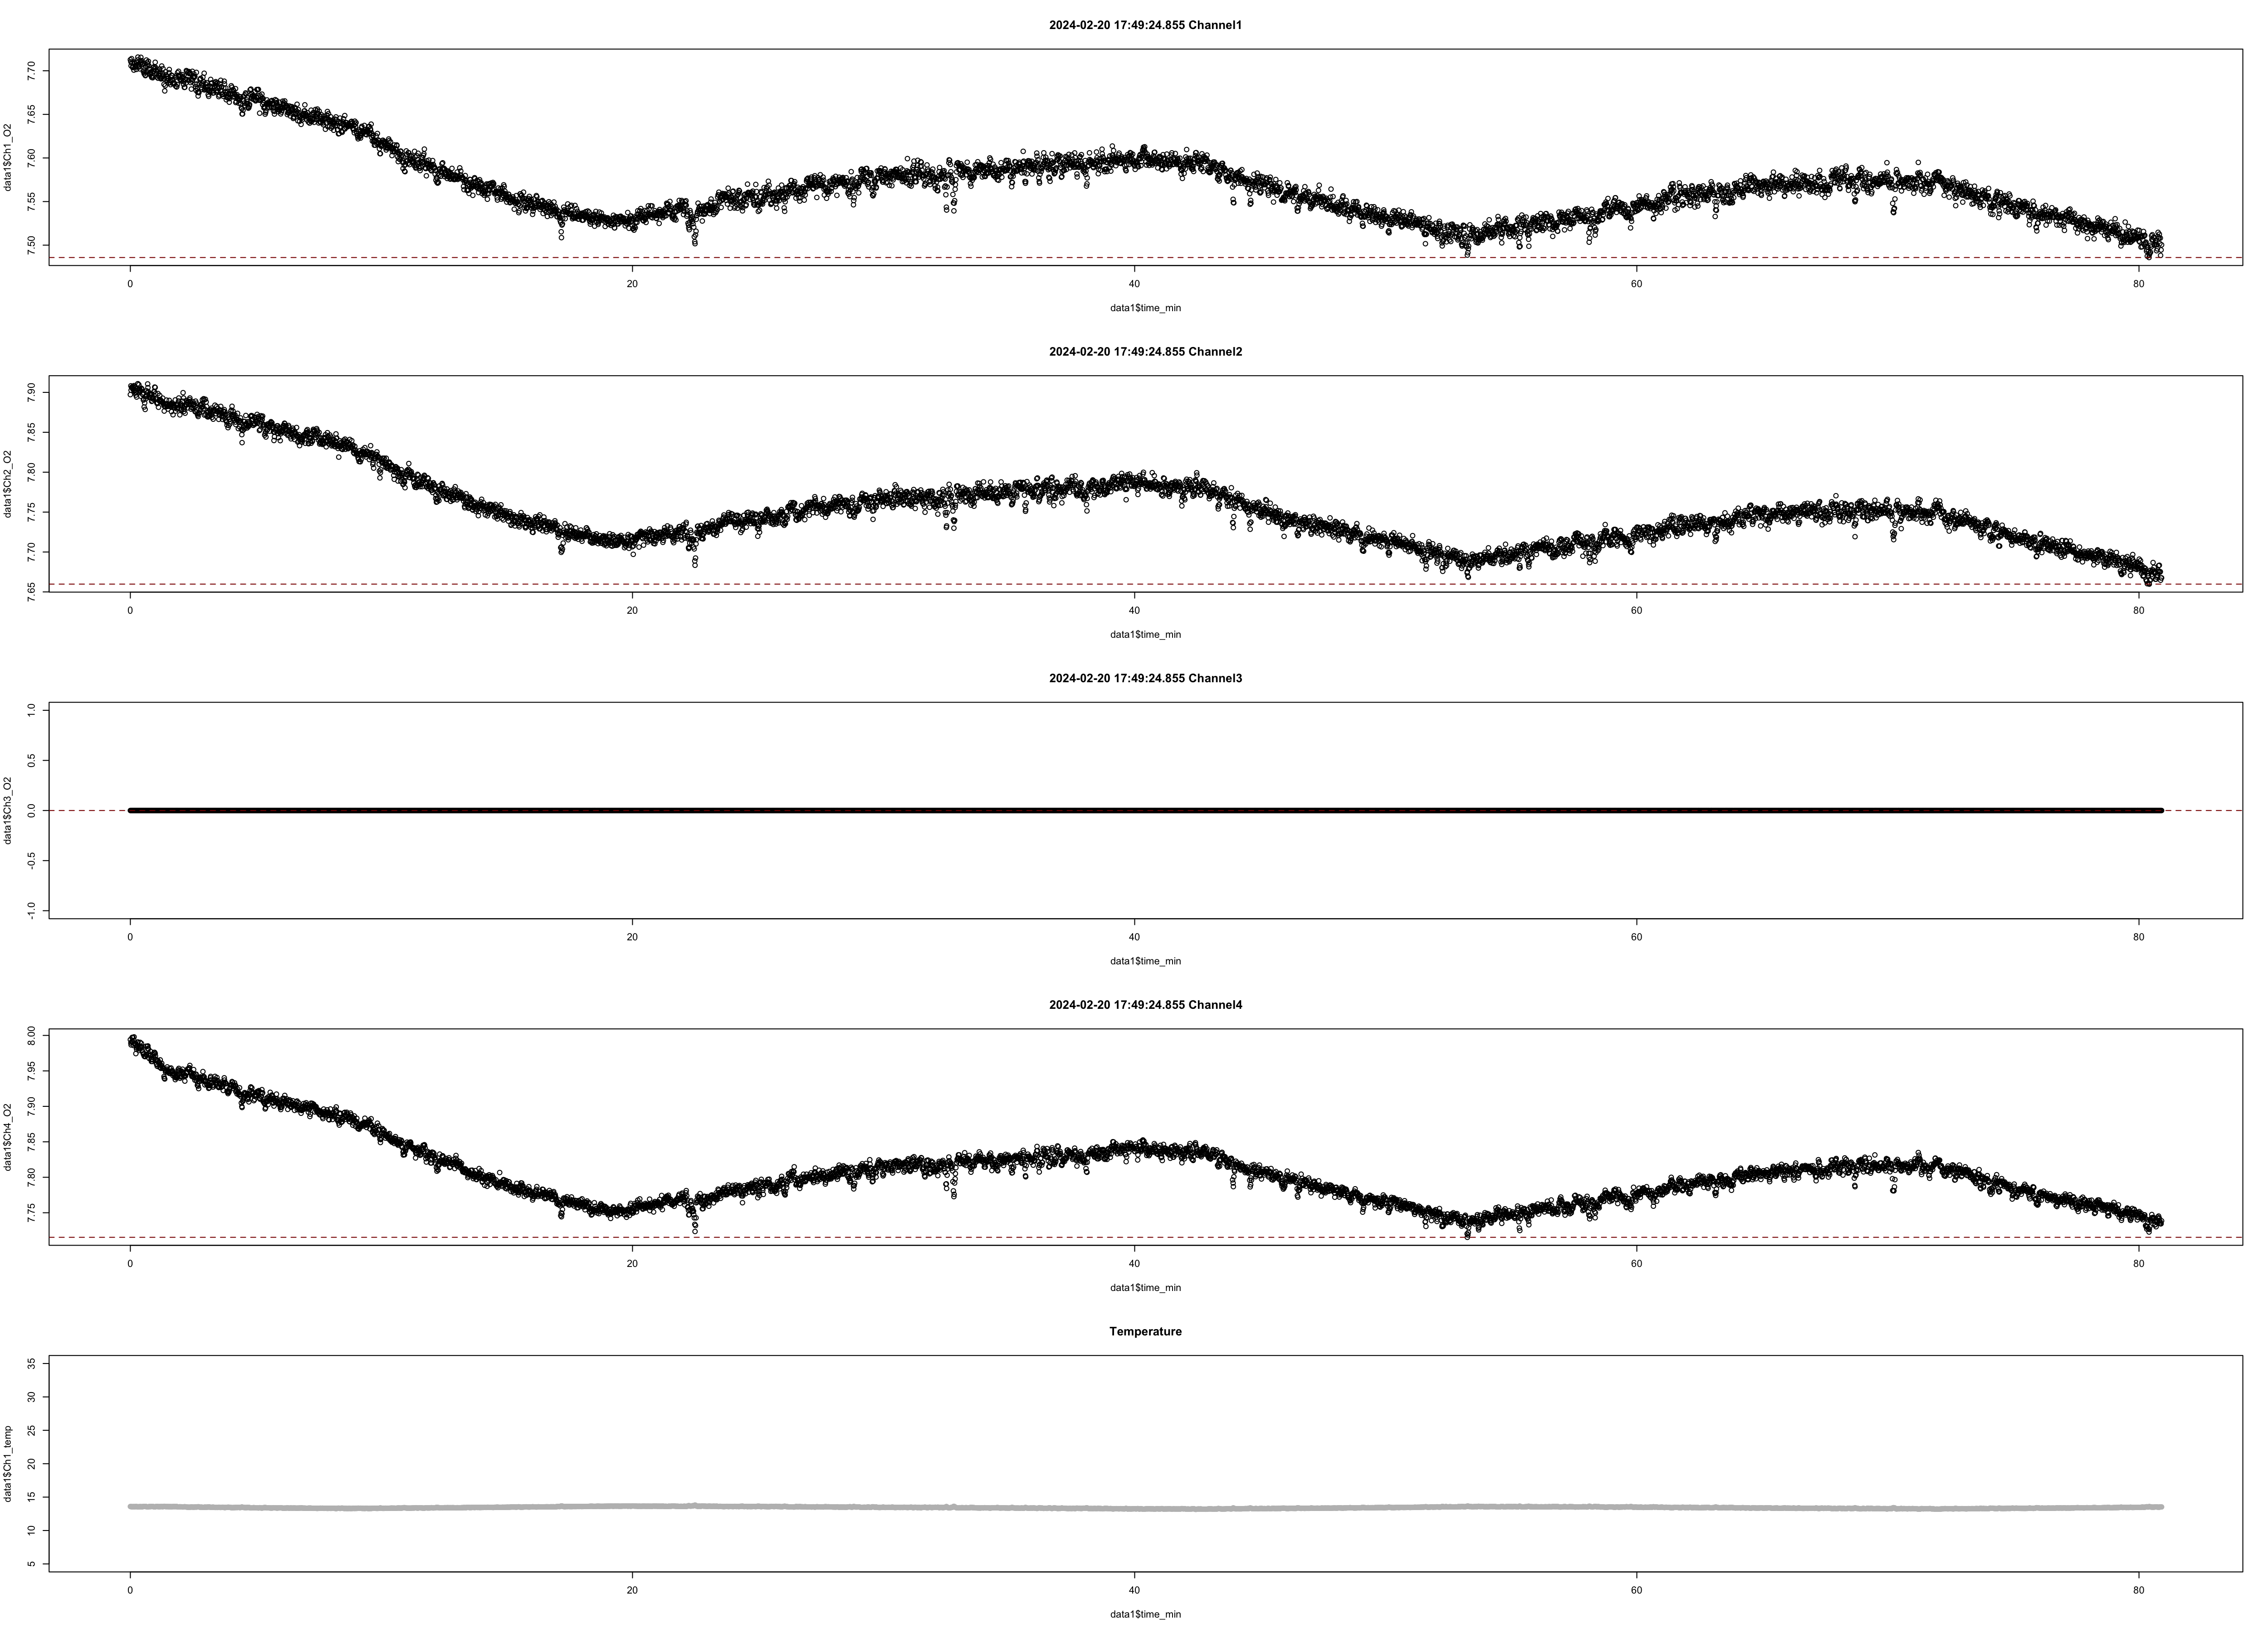 2024-02-20 17:49:24.855 Channel1
data1$Ch1_O2
7.70
7.65
7.60
7.55
7.50
0 20 40 60 80
data1$time_min
2024-02-20 17:49:24.855 Channel2
data1$Ch2_O2
7.90
7.85
7.80
7.75
7.70
7.65
0 20 40 60 80
data1$time_min
2024-02-20 17:49:24.855 Channel3
data1$Ch3_O2
1.0
0.5
0.0
-0.5
-1.0
0 20 40 60 80
data1$time_min
2024-02-20 17:49:24.855 Channel4
data1$Ch4_O2
8.00
7.95
7.90
7.85
7.80
7.75
0 20 40 60 80
data1$time_min
Temperature
data1$Ch1_temp
35
30
25
20
15
10
5
0 20 40 60 80
data1$time_min